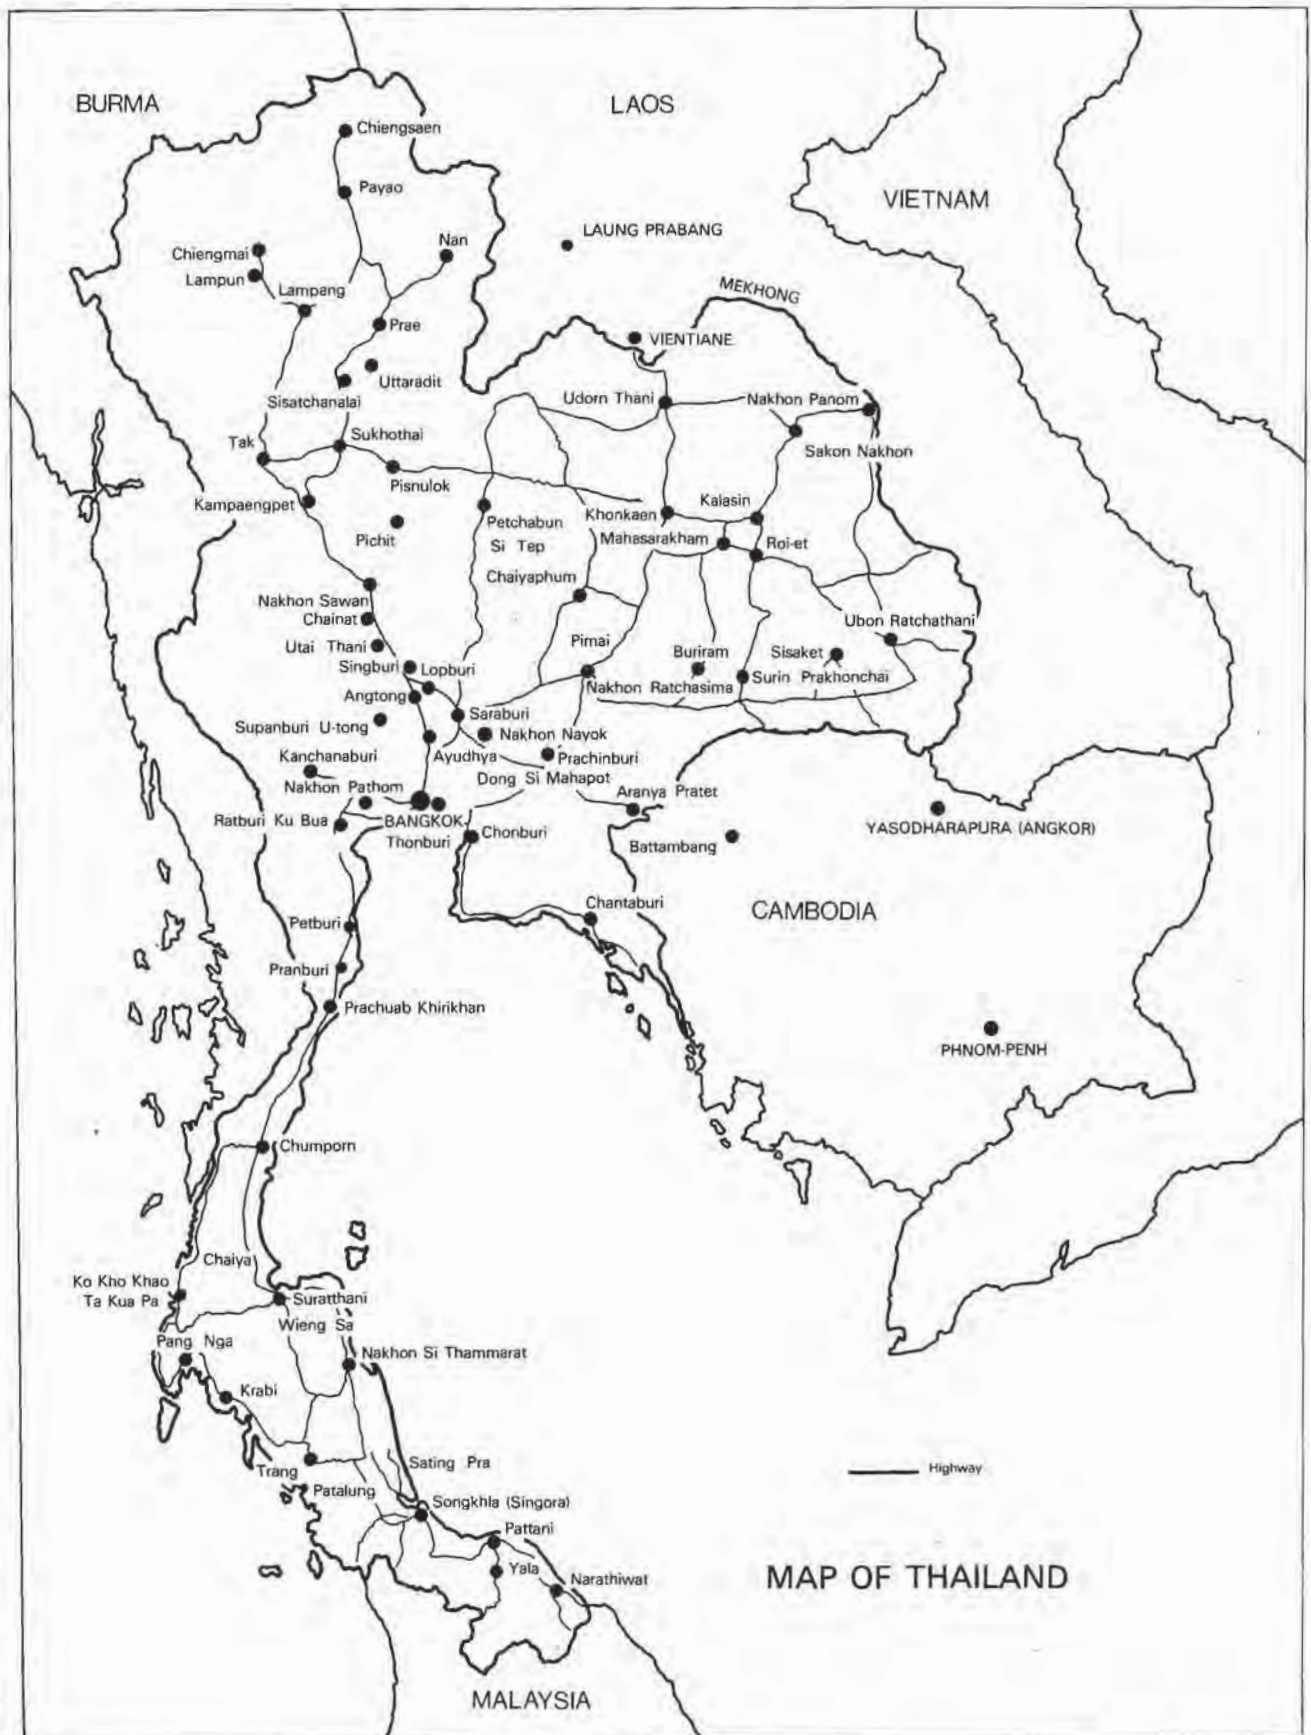 BURMA
LAOS
Chiengsaen
Payao
VIETNAM
LAUNG PRABANG
Nan
Chiengmai
Lampun
Lampang
MEKHONG
Prae
VIENTIANE
Uttaradit
Sisatchanalai
Udorn Thani
Nakhon Panom
Tak
Sukhothai
Sakon Nakhon
Pisnulok
Kampaengpet
Kalasin
Petchabun
Khonkaen
Pichit
Si Tep
Mahasarakham
Roi-et
Chaiyaphum
Nakhon Sawan
Chainat
Ubon Ratchathani
Utai Thani
Pimai
Buriram
Sisaket
Singburi
Lopburi
Surin Prakhonchai
Nakhon Ratchasima
Angtong
Saraburi
Supanburi U-tong
Nakhon Nayok
Kanchanaburi
Ayudhya
Prachinburi
Dong Si Mahapot
Nakhon Pathom
Aranya Pratet
Ratburi Ku Bua
BANGKOK
Thonburi
Chonburi
YASODHARAPURA (ANGKOR)
Battambang
Chantaburi
CAMBODIA
Petburi
Pranburi
Prachuab Khirikhan
PHNOM-PENH
Chumporn
Chaiya
Ko Kho Khao
Ta Kua Pa
Suratthani
Wieng Sa
Pang Nga
Nakhon Si Thammarat
Krabi
Trang
Sating Pra
Highway
Patalung
Songkhla (Singora)
Pattani
Yala
Narathiwat
MAP OF THAILAND
MALAYSIA